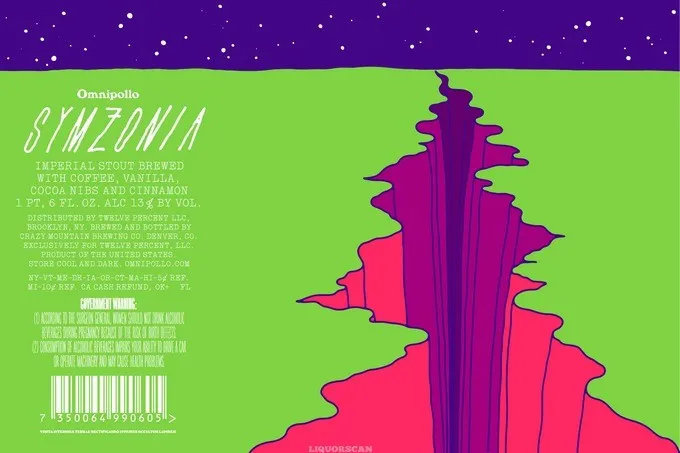 Omnipollo
SYMZONIA
IMPERIAL STOUT BREWED
WITH COFFEE, VANILLA,
COCOA NIBS AND CINNAMON
1 PT, 6 FL. OZ. ALC 13% BY VOL.
DISTRIBUTED BY TWELVE PERCENT LLC,
BROOKLYN, NY. BREWED AND BOTTLED BY
CRAZY MOUNTAIN BREWING CO. DENVER, CO.
EXCLUSIVELY FOR TWELVE PERCENT, LLC.
PRODUCT OF THE UNITED STATES.
STORE COOL AND DARK. OMNIPOLLO.COM
NY-VT-ME-DE-IA-OR-CT-MA-HI-5¢ REF.
MI-10¢ REF. CA CASH REFUND. OK+ FL
GOVERNMENT WARNING:
(1) ACCORDING TO THE SURGEON GENERAL, WOMEN SHOULD NOT DRINK ALCOHOLIC
BEVERAGES DURING PREGNANCY BECAUSE OF THE RISK OF BIRTH DEFECTS.
(2) CONSUMPTION OF ALCOHOLIC BEVERAGES IMPAIRS YOUR ABILITY TO DRIVE A CAR
OR OPERATE MACHINERY AND MAY CAUSE HEALTH PROBLEMS.
7 350064 990605 >
LIQUORSCAN